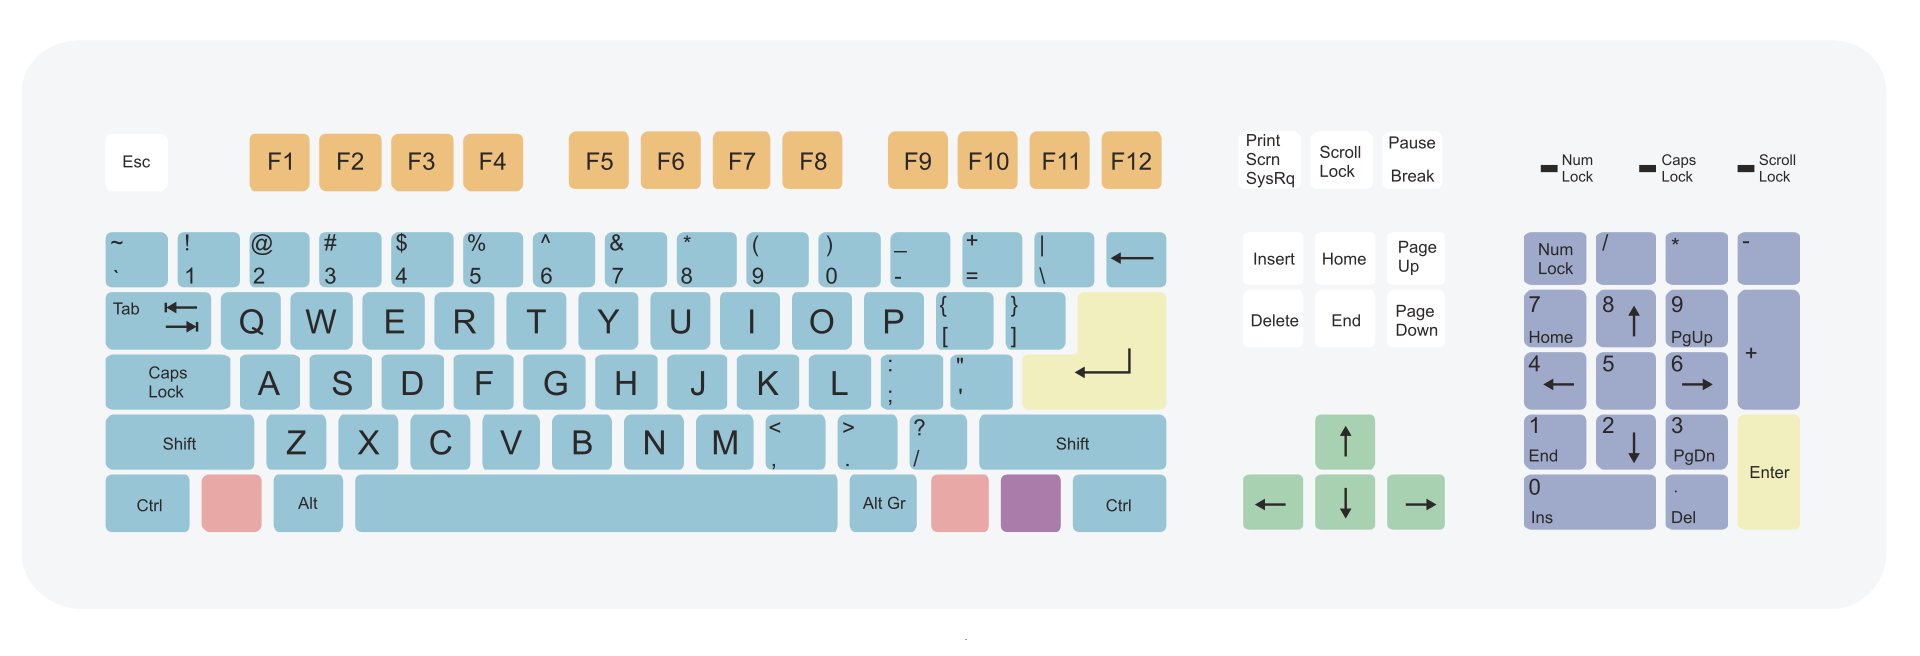 Esc F1 F2 F3 F4 F5 F6 F7 F8 F9 F10 F11 F12
Print
Scrn
SysRq
Scroll
Lock
Pause
Break
Num
Lock
Caps
Lock
Scroll
Lock
~ ! @ # $ % ^ & * ( ) _ + |
` 1 2 3 4 5 6 7 8 9 0 - = \ ←
Insert Home Page
Up
Num
Lock
/ * -
Tab Q W E R T Y U I O P { }
[ ]
Delete End Page
Down
7 8 ↑ 9
Home PgUp
+
Caps
Lock
A S D F G H J K L : "
; '
4 5 6
← →
Shift Z X C V B N M < > ?
, . /
Shift
↑
1 2 3
End ↓ PgDn
Enter
Ctrl Alt Alt Gr Ctrl
← ↓ →
0 .
Ins Del